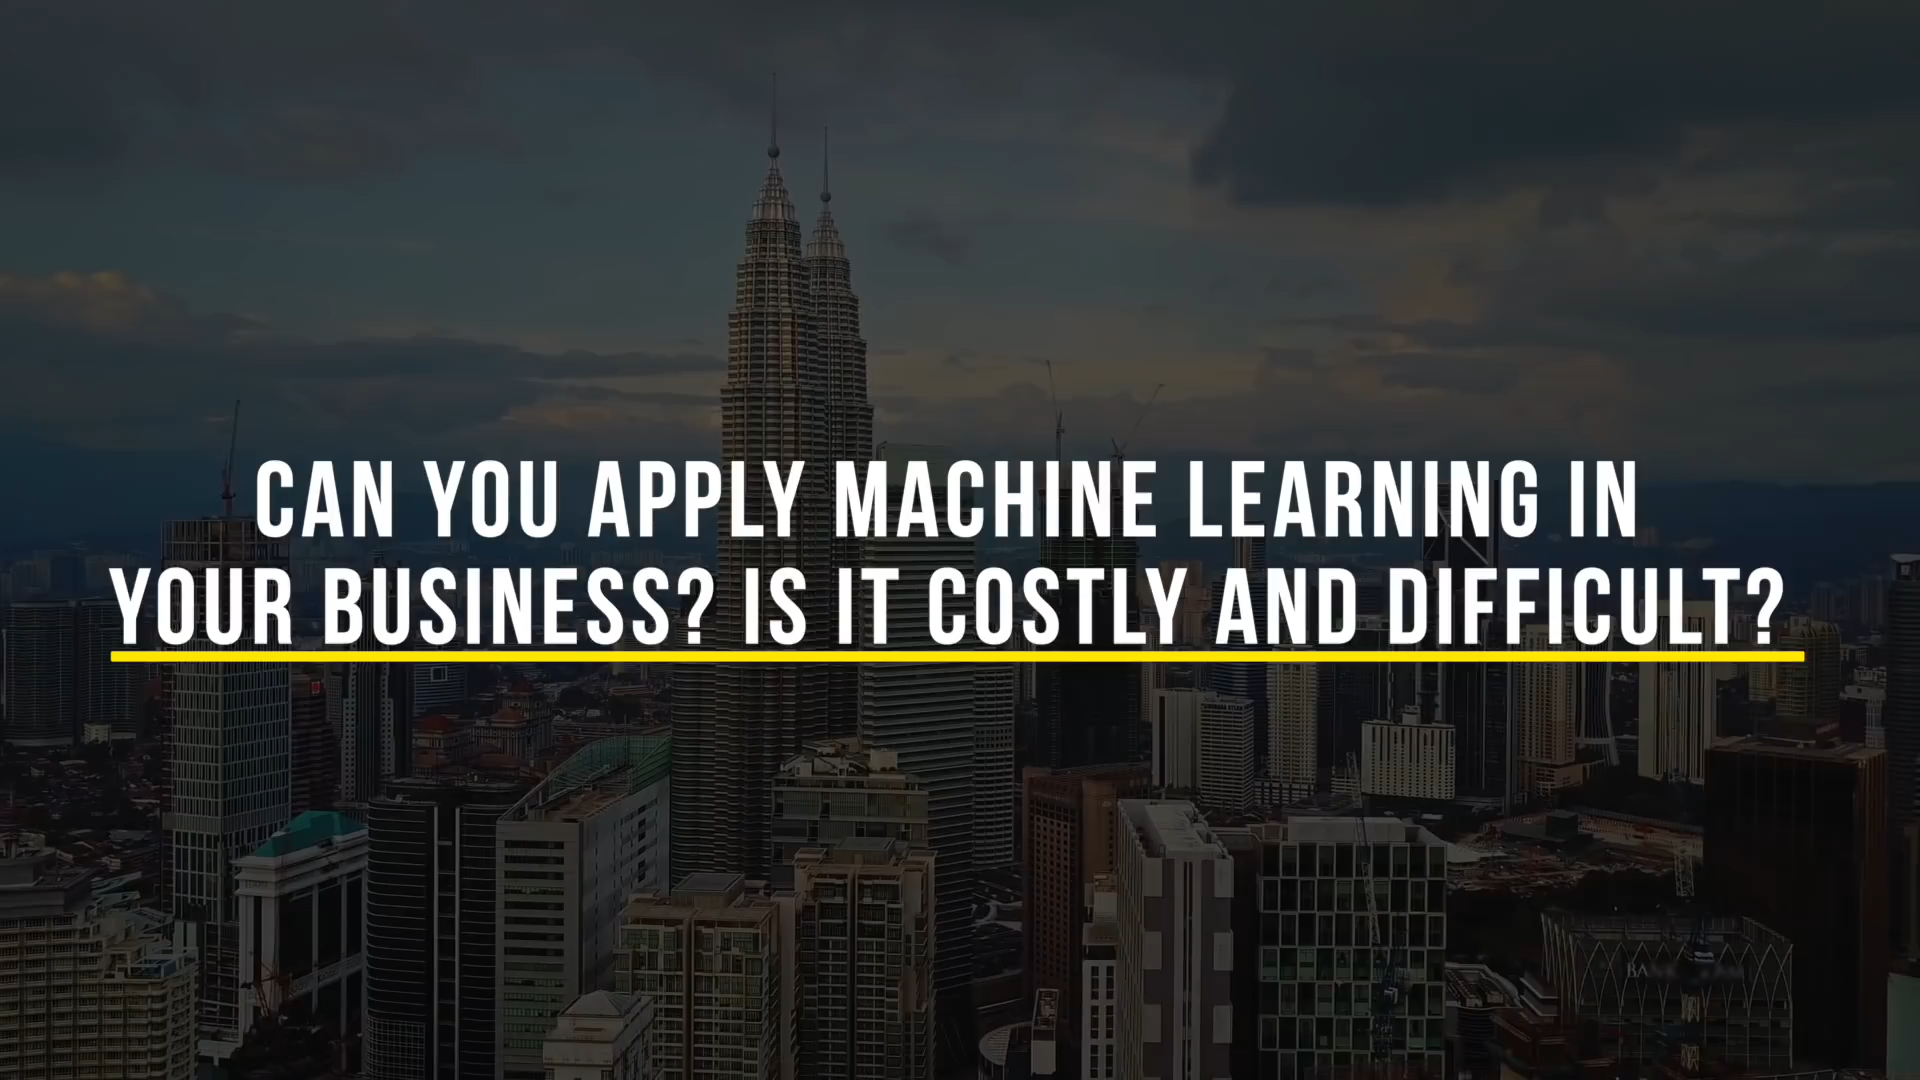 CAN YOU APPLY MACHINE LEARNING IN
YOUR BUSINESS? IS IT COSTLY AND DIFFICULT?